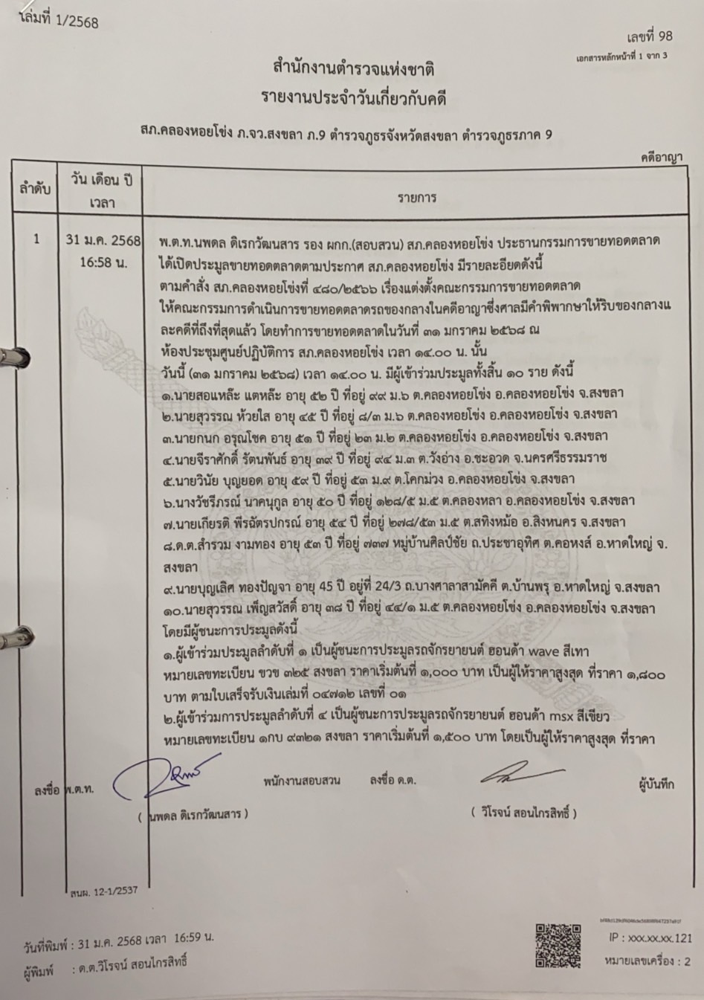 เล่มที่ 1/2568
เลขที่ 98
เอกสารหลักหน้าที่ 1 จาก 3
สำนักงานตำรวจแห่งชาติ
รายงานประจำวันเกี่ยวกับคดี
สภ.คลองหอยโข่ง ภ.จว.สงขลา ภ.9 ตำรวจภูธรจังหวัดสงขลา ตำรวจภูธรภาค 9
คดีอาญา
ลำดับ วัน เดือน ปี เวลา รายการ
1 31 ม.ค. 2568 16:58 น.
พ.ต.ท.นพดล ดิเรกวัฒนสาร รอง ผกก.(สอบสวน) สภ.คลองหอยโข่ง ประธานกรรมการขายทอดตลาด
ได้เปิดประมูลขายทอดตลาดตามประกาศ สภ.คลองหอยโข่ง มีรายละอียดดังนี้
ตามคำสั่ง สภ.คลองหอยโข่งที่ ๔๘๐/๒๕๖๖ เรื่องแต่งตั้งคณะกรรมการขายทอดตลาด
ให้คณะกรรมการดำเนินการขายทอดตลาดรถของกลางในคดีอาญาซึ่งศาลมีคำพิพากษาให้ริบของกลางแ
ละคดีที่ถึงที่สุดแล้ว โดยทำการขายทอดตลาดในวันที่ ๓๑ มกราคม ๒๕๖๘ ณ
ห้องประชุมศูนย์ปฏิบัติการ สภ.คลองหอยโข่ง เวลา ๑๔.๐๐ น. นั้น
วันนี้ (๓๑ มกราคม ๒๕๖๘) เวลา ๑๔.๐๐ น. มีผู้เข้าร่วมประมูลทั้งสิ้น ๑๐ ราย ดังนี้
๑.นายสอแหล๊ะ แตหล๊ะ อายุ ๕๒ ปี ที่อยู่ ๙๙ ม.๖ ต.คลองหอยโข่ง อ.คลองหอยโข่ง จ.สงขลา
๒.นายสุวรรณ ห้วยใส อายุ ๔๕ ปี ที่อยู่ ๘/๓ ม.๖ ต.คลองหอยโข่ง อ.คลองหอยโข่ง จ.สงขลา
๓.นายกนก อรุณโชค อายุ ๕๑ ปี ที่อยู่ ๒๓ ม.๒ ต.คลองหอยโข่ง อ.คลองหอยโข่ง จ.สงขลา
๔.นายจีราศักดิ์ รัตนพันธ์ อายุ ๓๙ ปี ที่อยู่ ๙๔ ม.๓ ต.วังอ่าง อ.ชะอวด จ.นครศรีธรรมราช
๕.นายวินัย บุญยอด อายุ ๕๙ ปี ที่อยู่ ๕๓ ม.๙ ต.โคกม่วง อ.คลองหอยโข่ง จ.สงขลา
๖.นางวัชรีภรณ์ นาคนุกูล อายุ ๕๐ ปี ที่อยู่ ๑๒๘/๕ ม.๕ ต.คลองหลา อ.คลองหอยโข่ง จ.สงขลา
๗.นายเกียรติ พีรฉัตรปกรณ์ อายุ ๕๔ ปี ที่อยู่ ๒๗๘/๕๓ ม.๕ ต.สทิงหม้อ อ.สิงหนคร จ.สงขลา
๘.ด.ต.สำรวม งามทอง อายุ ๕๓ ปี ที่อยู่ ๗๓๗ หมู่บ้านศิลป์ชัย ถ.ประชาอุทิศ ต.คอหงส์ อ.หาดใหญ่ จ.
สงขลา
๙.นายบุญเลิศ ทองปัญจา อายุ 45 ปี อยู่ที่ 24/3 ถ.บางศาลาสามัคคี ต.บ้านพรุ อ.หาดใหญ่ จ.สงขลา
๑๐.นายสุวรรณ เพ็ญสวัสดิ์ อายุ ๓๘ ปี ที่อยู่ ๔๔/๑ ม.๕ ต.คลองหอยโข่ง อ.คลองหอยโข่ง จ.สงขลา
โดยมีผู้ชนะการประมูลดังนี้
๑.ผู้เข้าร่วมประมูลลำดับที่ ๑ เป็นผู้ชนะการประมูลรถจักรยายนต์ ฮอนด้า wave สีเทา
หมายเลขทะเบียน ขวข ๓๒๕ สงขลา ราคาเริ่มต้นที่ ๑,๐๐๐ บาท เป็นผู้ให้ราคาสูงสุด ที่ราคา ๑,๘๐๐
บาท ตามใบเสร็จรับเงินเล่มที่ ๐๔๗๑๒ เลขที่ ๐๑
๒.ผู้เข้าร่วมการประมูลลำดับที่ ๔ เป็นผู้ชนะการประมูลรถจักรยายนต์ ฮอนด้า msx สีเขียว
หมายเลขทะเบียน ๑กบ ๙๓๒๑ สงขลา ราคาเริ่มต้นที่ ๑,๕๐๐ บาท โดยเป็นผู้ให้ราคาสูงสุด ที่ราคา
ลงชื่อ พ.ต.ท. พนักงานสอบสวน ลงชื่อ ด.ต. ผู้บันทึก
( นพดล ดิเรกวัฒนสาร ) ( วิโรจน์ สอนไกรสิทธิ์ )
สนผ. 12-1/2537
วันที่พิมพ์ : 31 ม.ค. 2568 เวลา 16:59 น.
ผู้พิมพ์ : ด.ต.วิโรจน์ สอนไกรสิทธิ์
IP : xxx.xx.xx.121
หมายเลขเครื่อง : 2